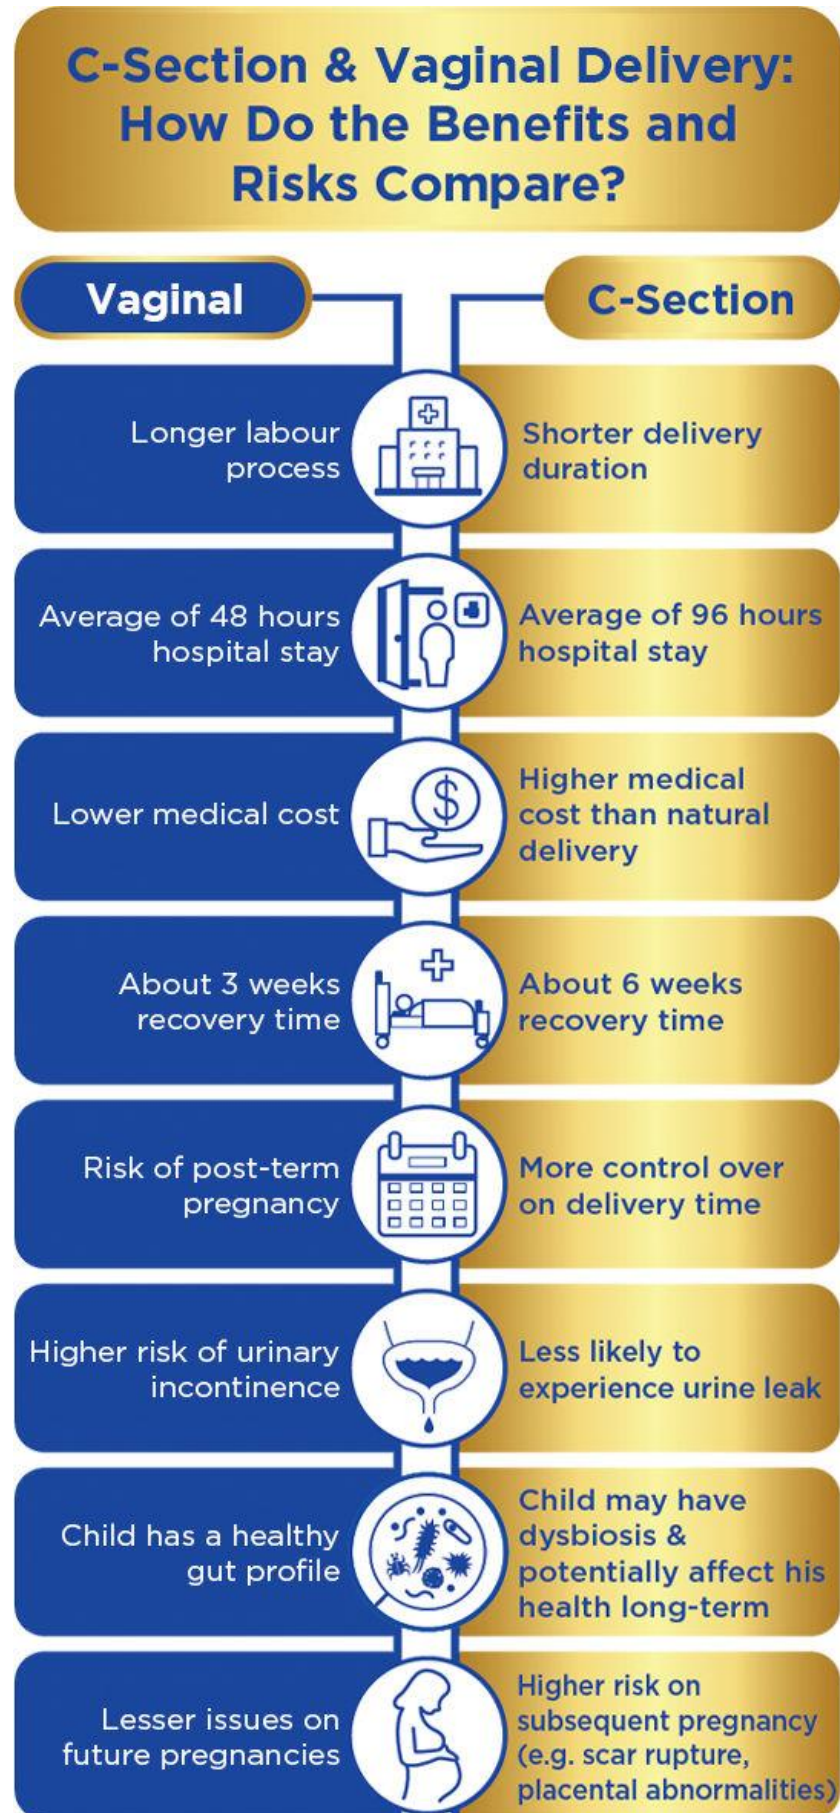 C-Section & Vaginal Delivery:
How Do the Benefits and
Risks Compare?
Vaginal
C-Section
Longer labour
process
Shorter delivery
duration
Average of 48 hours
hospital stay
Average of 96 hours
hospital stay
Lower medical cost
$
Higher medical
cost than natural
delivery
About 3 weeks
recovery time
About 6 weeks
recovery time
Risk of post-term
pregnancy
More control over
on delivery time
Higher risk of urinary
incontinence
Less likely to
experience urine leak
Child has a healthy
gut profile
Child may have
dysbiosis &
potentially affect his
health long-term
Lesser issues on
future pregnancies
Higher risk on
subsequent pregnancy
(e.g. scar rupture,
placental abnormalities)